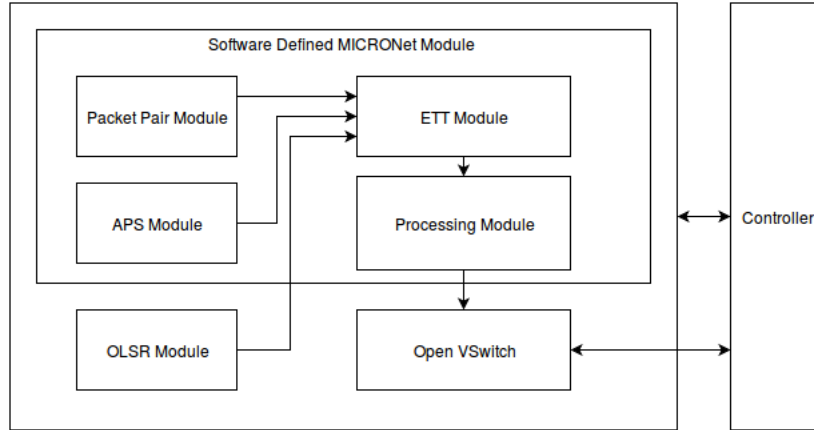 Software Defined MICRONet Module
Packet Pair Module
ETT Module
APS Module
Processing Module
Controller
OLSR Module
Open VSwitch